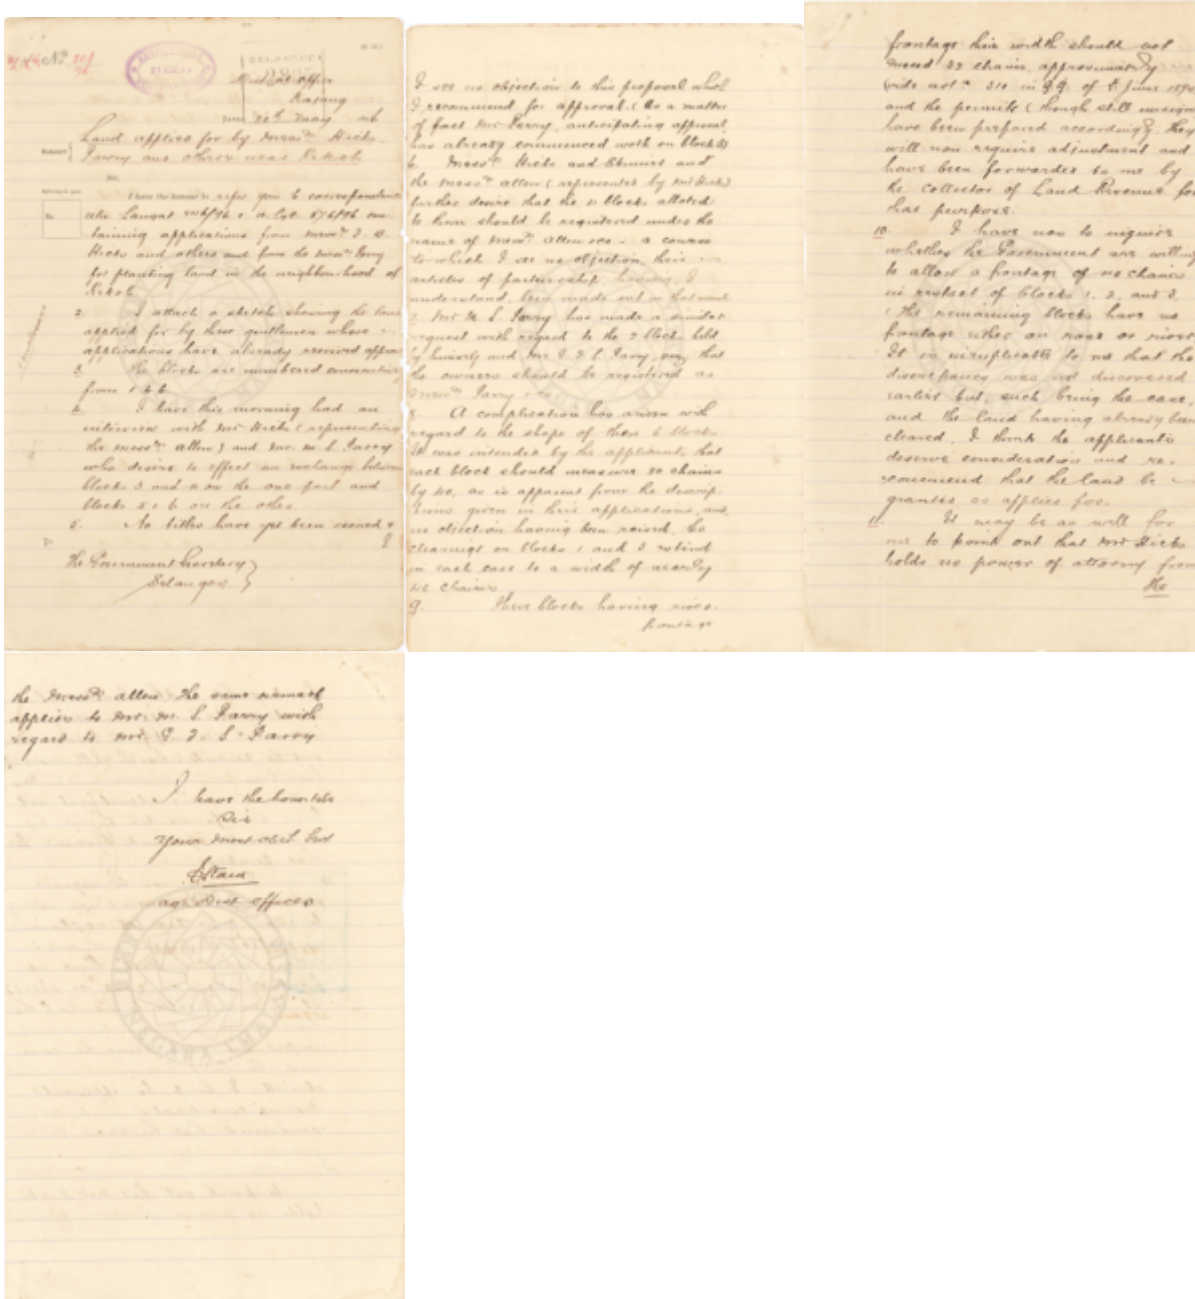 No 201/96
SELANGOR
District Office
Kajang
30th May 96
Land applied for by Messrs Hicks
Parry and others near Reko
Sir,
I have the honour to refer you to correspondence
Langat
containing applications from Messrs
Hicks and others and from the Messrs Parry
for planting land in the neighbourhood of
Reko
2. I attach a sketch showing the land
applied for by these gentlemen whose
applications have already received
3. The blocks are numbered consecutively
from 1 to 6
4. I have this morning had an
interview with Mr Hicks (representing
the Messrs Allen) and Mr. M. S. Parry
who desire to effect an exchange between
blocks 3 and 4 on the one part and
blocks 5 & 6 on the other.
5. No titles have yet been issued &
I
To
The Government Secretary
Selangor
I see no objection to this proposal which
I recommend for approval. (As a matter
of fact Mr Parry, anticipating approval,
has already commenced work on block
6. Messrs Hicks and and
the Messrs Allen (represented by Mr Hicks)
further desire that the 4 blocks allotted
to them should be registered under the
name of Messrs Allen &Co - a course
to which I see no objection, their
articles of partnership having, I
understand, been made out in that name
7. Mr M. S. Parry has made a similar
request with regard to the 2 blocks held
by himself and Mr S. Parry, viz that
the owners should be registered as
Messrs Parry & Co
8. A complication has arisen with
regard to the shape of these 6 blocks.
It was intended by the applicants that
each block should measure 80 chains
by 40, as is apparent from the descrip
tions given in their applications, and,
no objection having been raised, the
clearings on blocks 1 and 3 extend
in each case to a width of nearly
40 chains
9. These blocks having river
frontage
frontage their width should not
exceed 22 chains, approximately
(vide not. 310 in G.G. of June 1894)
and the permits (though still unsigned
have been prepared accordingly. They
will now require adjustment and
have been forwarded to me by
the Collector of Land Revenue for
that purpose.
10. I have now to inquire
whether the Government are willing
to allow a frontage of 40 chains
in respect of blocks 1, 2, and 3.
(The remaining blocks have no
frontage either on road or river)
It is inexplicable to me that the
discrepancy was not discovered
earlier but, such being the case,
and the land having already been
cleared, I think the applicants
deserve consideration and re-
commend that the land be
granted as applied for.
11. It may be as well for
me to point out that Mr Hicks
holds no power of attorney from
the
the Messrs Allen the same remark
applies to Mr. M. S. Parry with
regard to Mr. S. Parry
I have the honour to be
Sir
Your most obed. Servt
Ag. Dist Officer